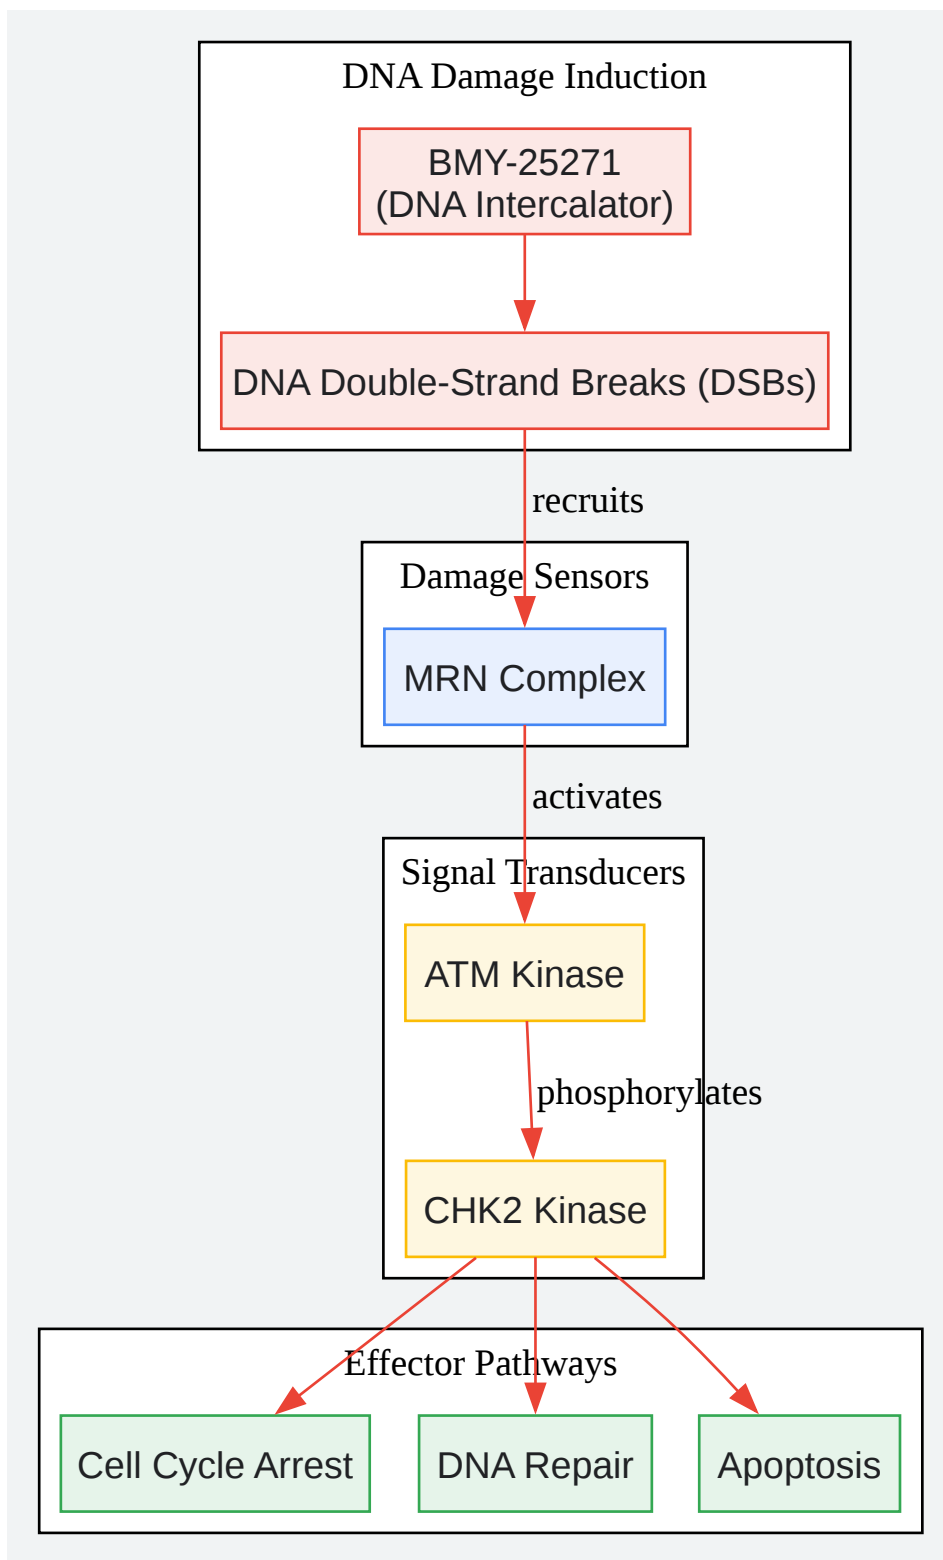 DNA Damage Induction
BMY-25271
(DNA Intercalator)
DNA Double-Strand Breaks (DSBs)
recruits
Damage Sensors
MRN Complex
activates
Signal Transducers
ATM Kinase
phosphorylates
CHK2 Kinase
Effector Pathways
Cell Cycle Arrest
DNA Repair
Apoptosis